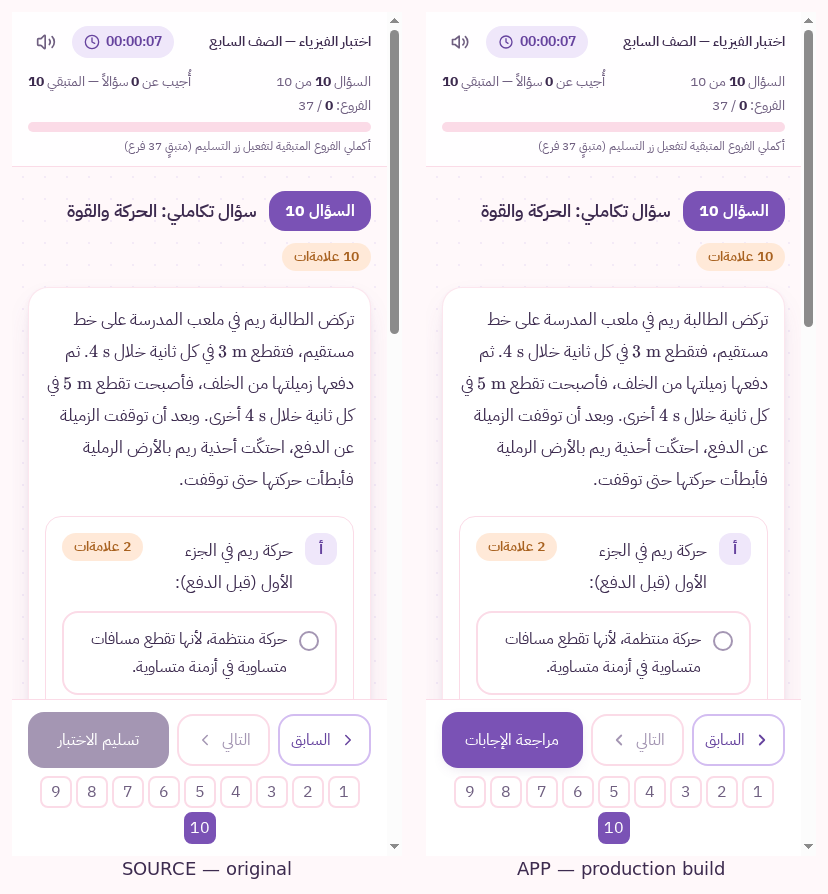 اختبار الفيزياء — الصف السابع
00:00:07
السؤال 10 من 10
أُجيب عن 0 سؤالاً — المتبقي 10
الفروع: 0 / 37
أكملي الفروع المتبقية لتفعيل زر التسليم (متبقٍ 37 فرع)
السؤال 10
سؤال تكاملي: الحركة والقوة
10 علامةات
تركض الطالبة ريم في ملعب المدرسة على خط
مستقيم، فتقطع 3 m في كل ثانية خلال 4 s. ثم
دفعها زميلتها من الخلف، فأصبحت تقطع 5 m في
كل ثانية خلال 4 s أخرى. وبعد أن توقفت الزميلة
عن الدفع، احتكّت أحذية ريم بالأرض الرملية
فأبطأت حركتها حتى توقفت.
أ
حركة ريم في الجزء
الأول (قبل الدفع):
2 علامةات
حركة منتظمة، لأنها تقطع مسافات
متساوية في أزمنة متساوية.
السابق
التالي
تسليم الاختبار
1 2 3 4 5 6 7 8 9
10
SOURCE — original
اختبار الفيزياء — الصف السابع
00:00:07
السؤال 10 من 10
أُجيب عن 0 سؤالاً — المتبقي 10
الفروع: 0 / 37
أكملي الفروع المتبقية لتفعيل زر التسليم (متبقٍ 37 فرع)
السؤال 10
سؤال تكاملي: الحركة والقوة
10 علامةات
تركض الطالبة ريم في ملعب المدرسة على خط
مستقيم، فتقطع 3 m في كل ثانية خلال 4 s. ثم
دفعها زميلتها من الخلف، فأصبحت تقطع 5 m في
كل ثانية خلال 4 s أخرى. وبعد أن توقفت الزميلة
عن الدفع، احتكّت أحذية ريم بالأرض الرملية
فأبطأت حركتها حتى توقفت.
أ
حركة ريم في الجزء
الأول (قبل الدفع):
2 علامةات
حركة منتظمة، لأنها تقطع مسافات
متساوية في أزمنة متساوية.
السابق
التالي
مراجعة الإجابات
1 2 3 4 5 6 7 8 9
10
APP — production build